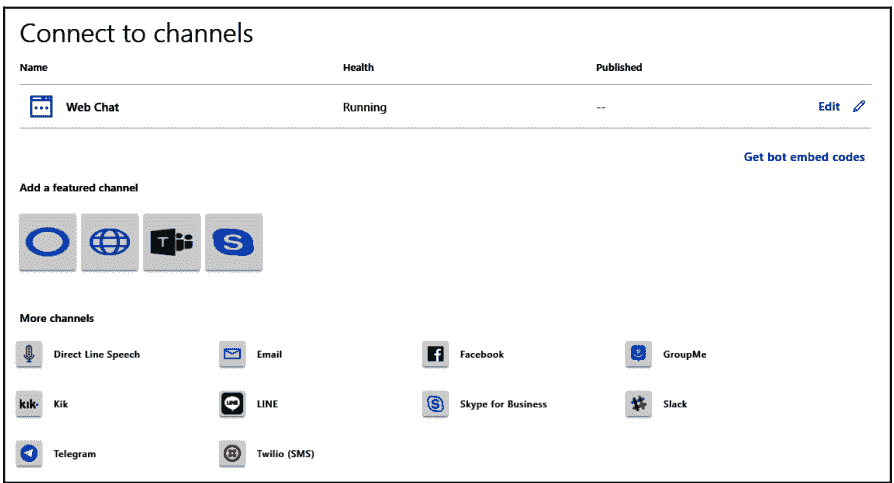 Connect to channels
Name Health Published
Web Chat Running -- Edit
Get bot embed codes
Add a featured channel
T S
More channels
Direct Line Speech Email Facebook GroupMe
kik· Kik LINE LINE Skype for Business Slack
Telegram Twilio (SMS)